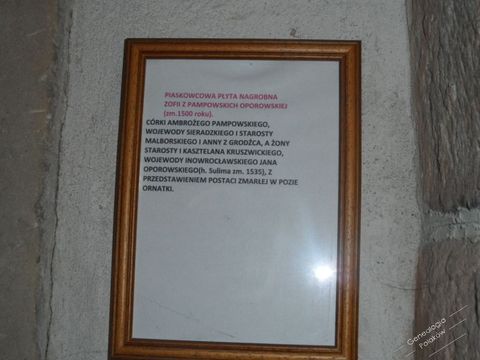 PIASKOWCOWA PŁYTA NAGROBNA
ZOFII Z PAMPOWSKICH OPOROWSKIEJ
(zm.1500 roku).
CÓRKI AMBROŻEGO PAMPOWSKIEGO,
WOJEWODY SIERADZKIEGO I STAROSTY
MALBORSKIEGO I ANNY Z GRODŹCA, A ŻONY
STAROSTY I KASZTELANA KRUSZWICKIEGO,
WOJEWODY INOWROCŁAWSKIEGO JANA
OPOROWSKIEGO(h. Sulima zm. 1535), Z
PRZEDSTAWIENIEM POSTACI ZMARŁEJ W POZIE
ORNATKI.
Genealogia
Polaków